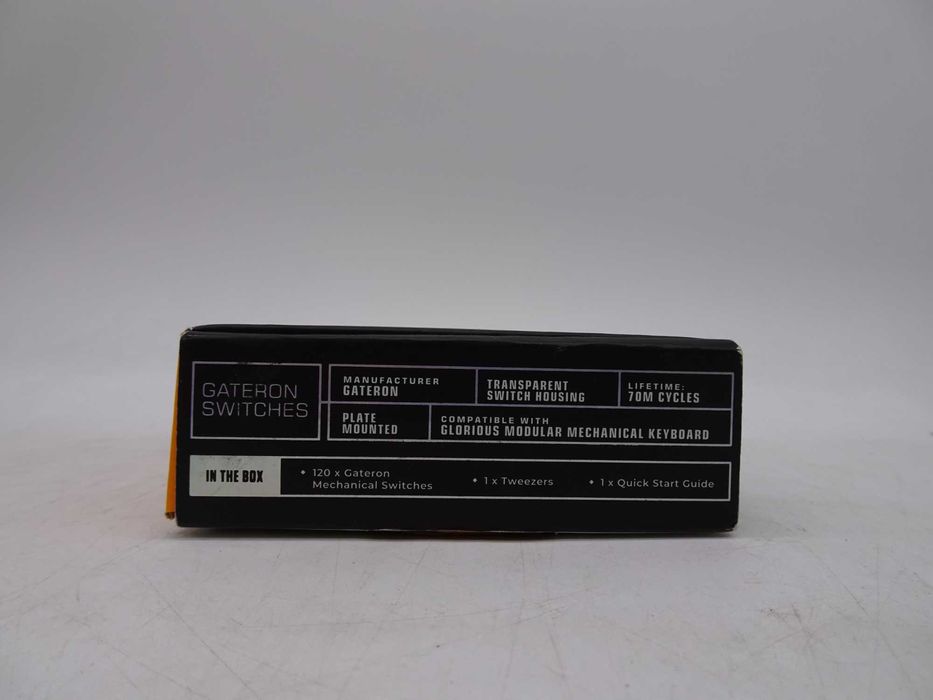 GATERON
SWITCHES
MANUFACTURER
GATERON
TRANSPARENT
SWITCH HOUSING
LIFETIME:
70M CYCLES
PLATE
MOUNTED
COMPATIBLE WITH
GLORIOUS MODULAR MECHANICAL KEYBOARD
IN THE BOX
• 120 x Gateron
Mechanical Switches
• 1 x Tweezers
• 1 x Quick Start Guide